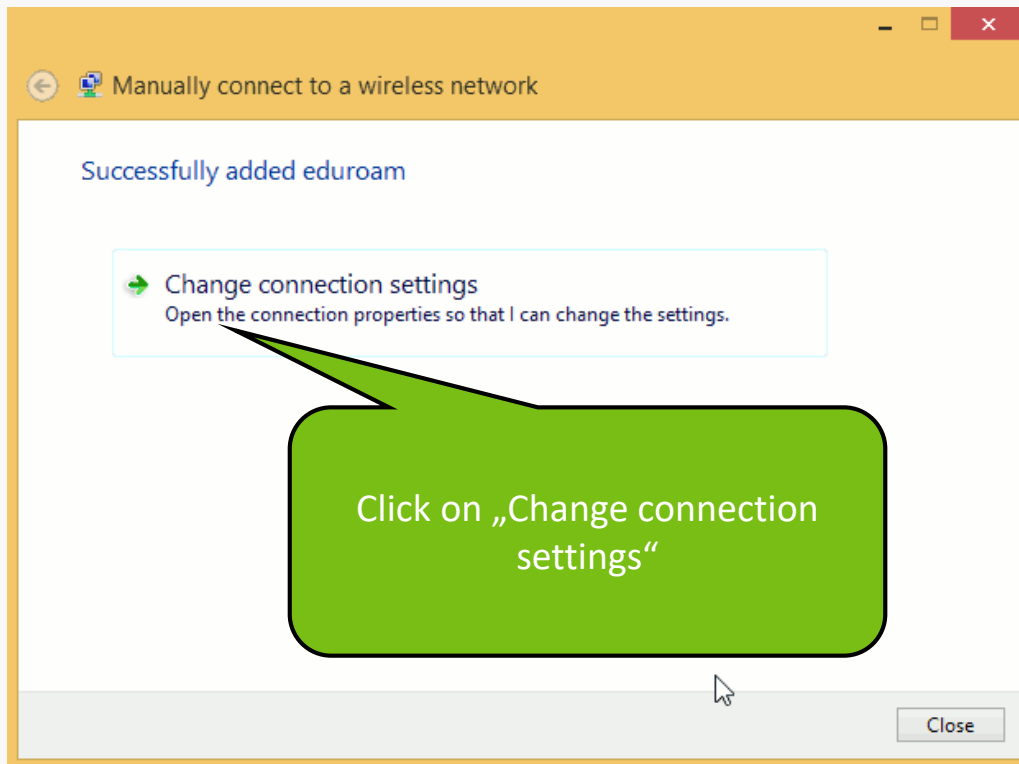 Manually connect to a wireless network
Successfully added eduroam
Change connection settings
Open the connection properties so that I can change the settings.
Click on „Change connection
settings“
Close